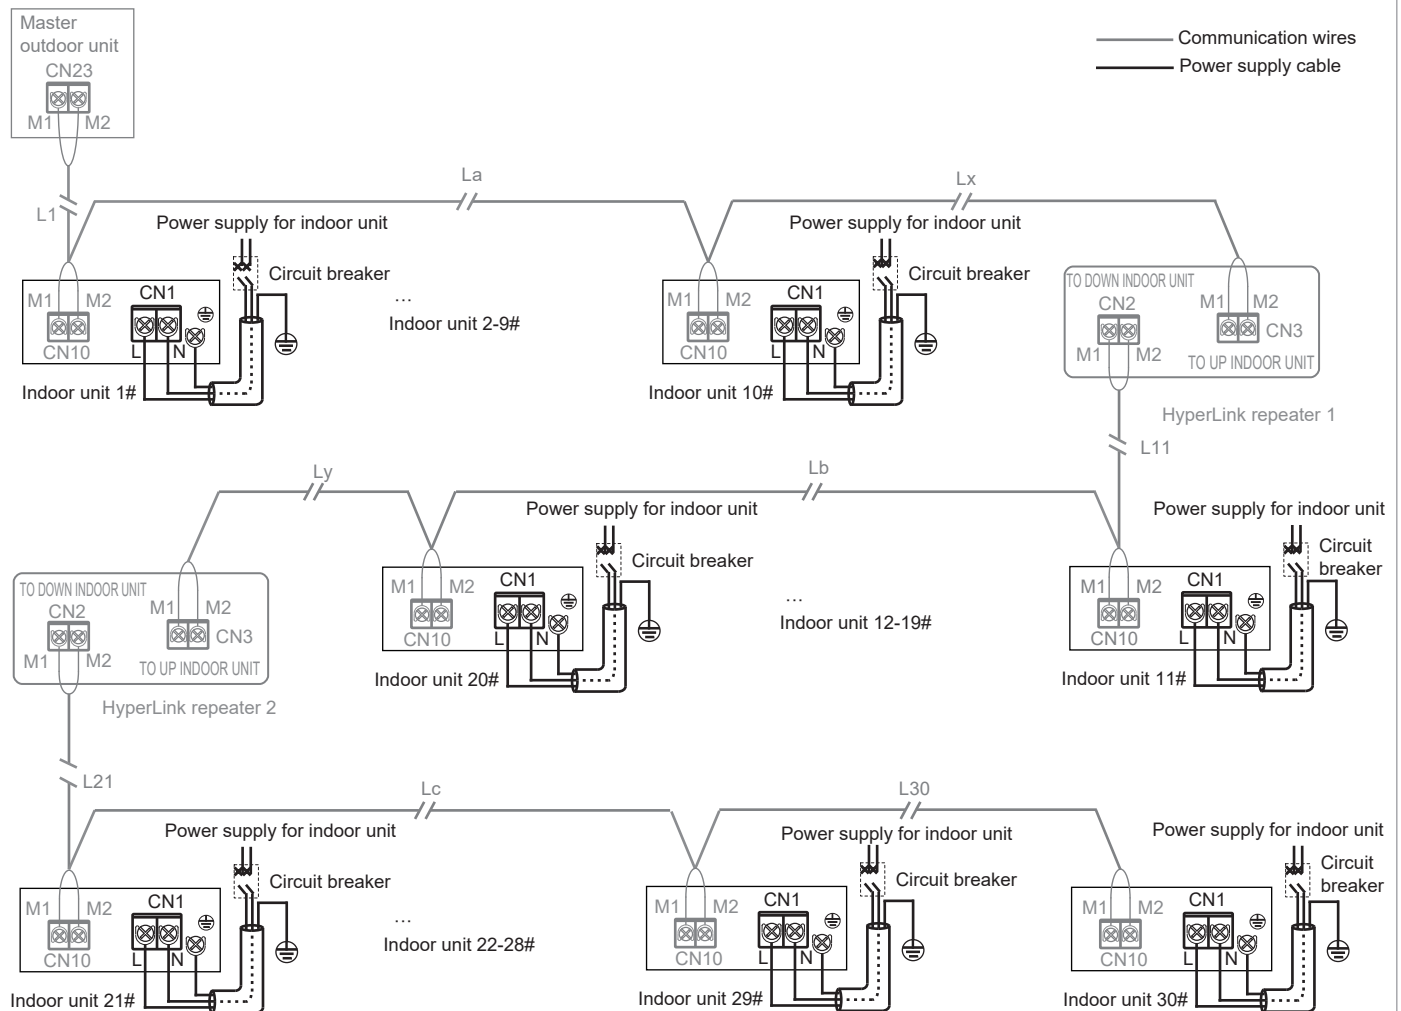 Master
outdoor unit
CN23
M1 M2
Communication wires
Power supply cable
L1
La
Lx
Power supply for indoor unit
Circuit breaker
M1 M2
CN1
CN10
L N
Indoor unit 1#
...
Indoor unit 2-9#
Power supply for indoor unit
Circuit breaker
M1 M2
CN1
CN10
L N
Indoor unit 10#
TO DOWN INDOOR UNIT
CN2
M1 M2
M1 M2
CN3
TO UP INDOOR UNIT
HyperLink repeater 1
L11
Ly
Lb
TO DOWN INDOOR UNIT
CN2
M1 M2
M1 M2
CN3
TO UP INDOOR UNIT
HyperLink repeater 2
Power supply for indoor unit
Circuit breaker
M1 M2
CN1
CN10
L N
Indoor unit 20#
...
Indoor unit 12-19#
Power supply for indoor unit
Circuit
breaker
M1 M2
CN1
CN10
L N
Indoor unit 11#
L21
Lc
L30
Power supply for indoor unit
Circuit breaker
M1 M2
CN1
CN10
L N
Indoor unit 21#
...
Indoor unit 22-28#
Power supply for indoor unit
Circuit breaker
M1 M2
CN1
CN10
L N
Indoor unit 29#
Power supply for indoor unit
Circuit
breaker
M1 M2
CN1
CN10
L N
Indoor unit 30#